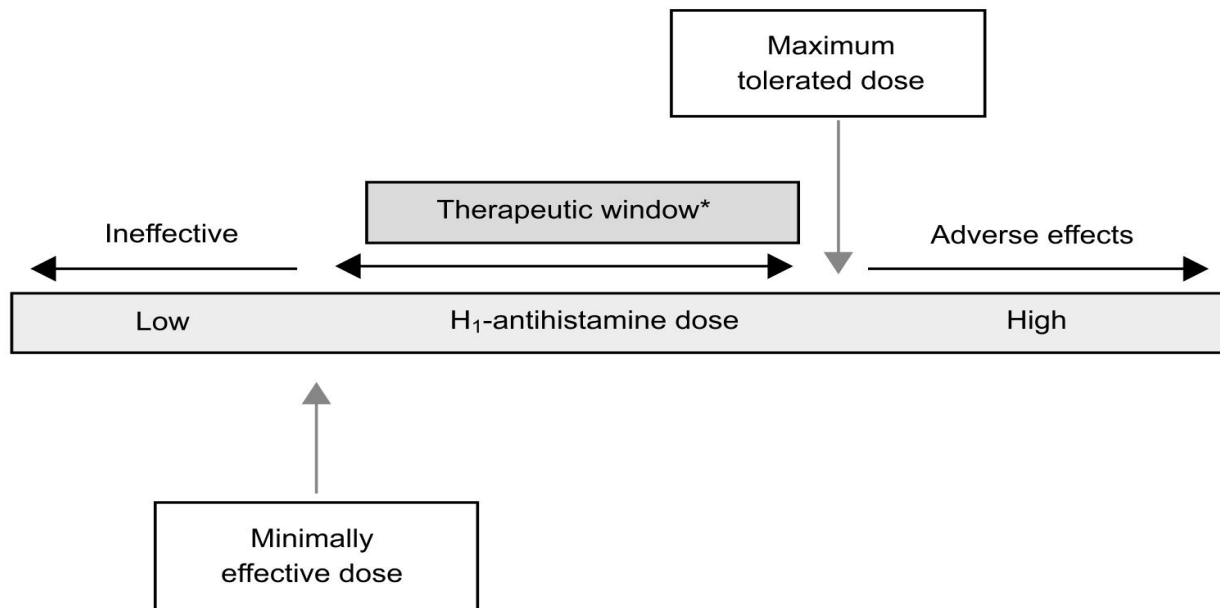 Maximum
tolerated dose
Therapeutic window*
Ineffective
Adverse effects
Low
H₁-antihistamine dose
High
Minimally
effective dose